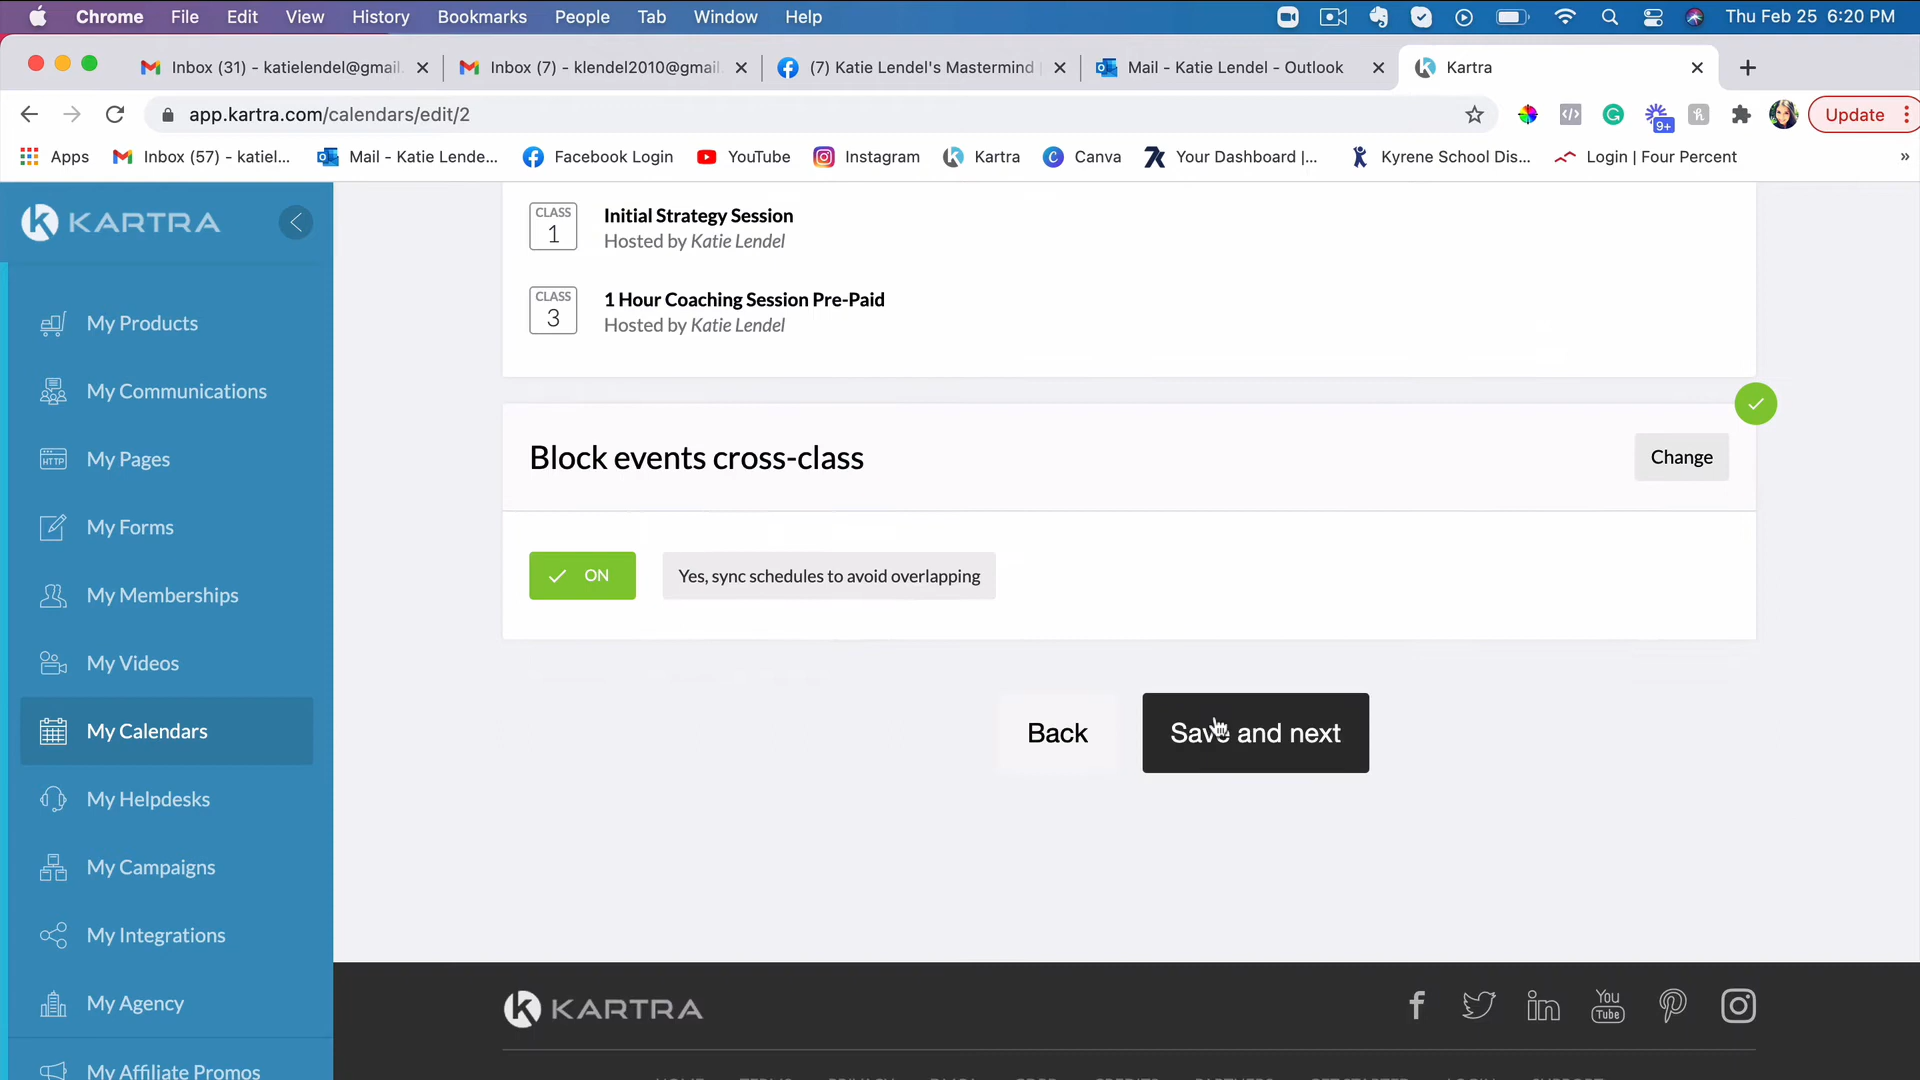 Chrome File Edit View History Bookmarks People Tab Window Help Thu Feb 25 6:20 PM
Inbox (31) - katielendel@gmail. Inbox (7) - klendel2010@gmail. (7) Katie Lendel's Mastermind Mail - Katie Lendel - Outlook Kartra
app.kartra.com/calendars/edit/2 9+ Update
Apps Inbox (57) - katiel... Mail - Katie Lende... Facebook Login YouTube Instagram Kartra Canva Your Dashboard |... Kyrene School Dis... Login | Four Percent »
KARTRA
My Products
My Communications
HTTP My Pages
My Forms
My Memberships
My Videos
My Calendars
My Helpdesks
My Campaigns
My Integrations
My Agency
My Affiliate Promos
CLASS 1 Initial Strategy Session
Hosted by Katie Lendel
CLASS 3 1 Hour Coaching Session Pre-Paid
Hosted by Katie Lendel
Block events cross-class Change
ON Yes, sync schedules to avoid overlapping
Back Save and next
KARTRA You Tube